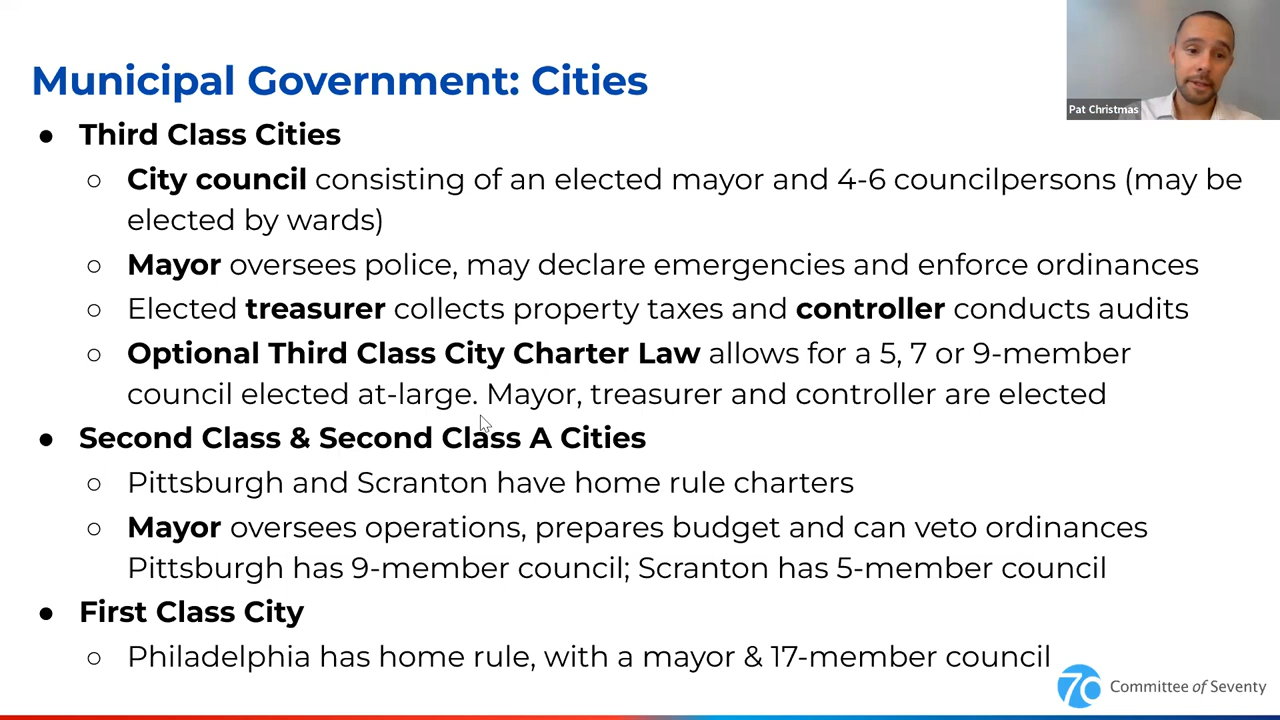 Municipal Government: Cities
Pat Christmas
● Third Class Cities
○ City council consisting of an elected mayor and 4-6 councilpersons (may be
elected by wards)
○ Mayor oversees police, may declare emergencies and enforce ordinances
○ Elected treasurer collects property taxes and controller conducts audits
○ Optional Third Class City Charter Law allows for a 5, 7 or 9-member
council elected at-large. Mayor, treasurer and controller are elected
● Second Class & Second Class A Cities
○ Pittsburgh and Scranton have home rule charters
○ Mayor oversees operations, prepares budget and can veto ordinances
Pittsburgh has 9-member council; Scranton has 5-member council
● First Class City
○ Philadelphia has home rule, with a mayor & 17-member council
70 Committee of Seventy